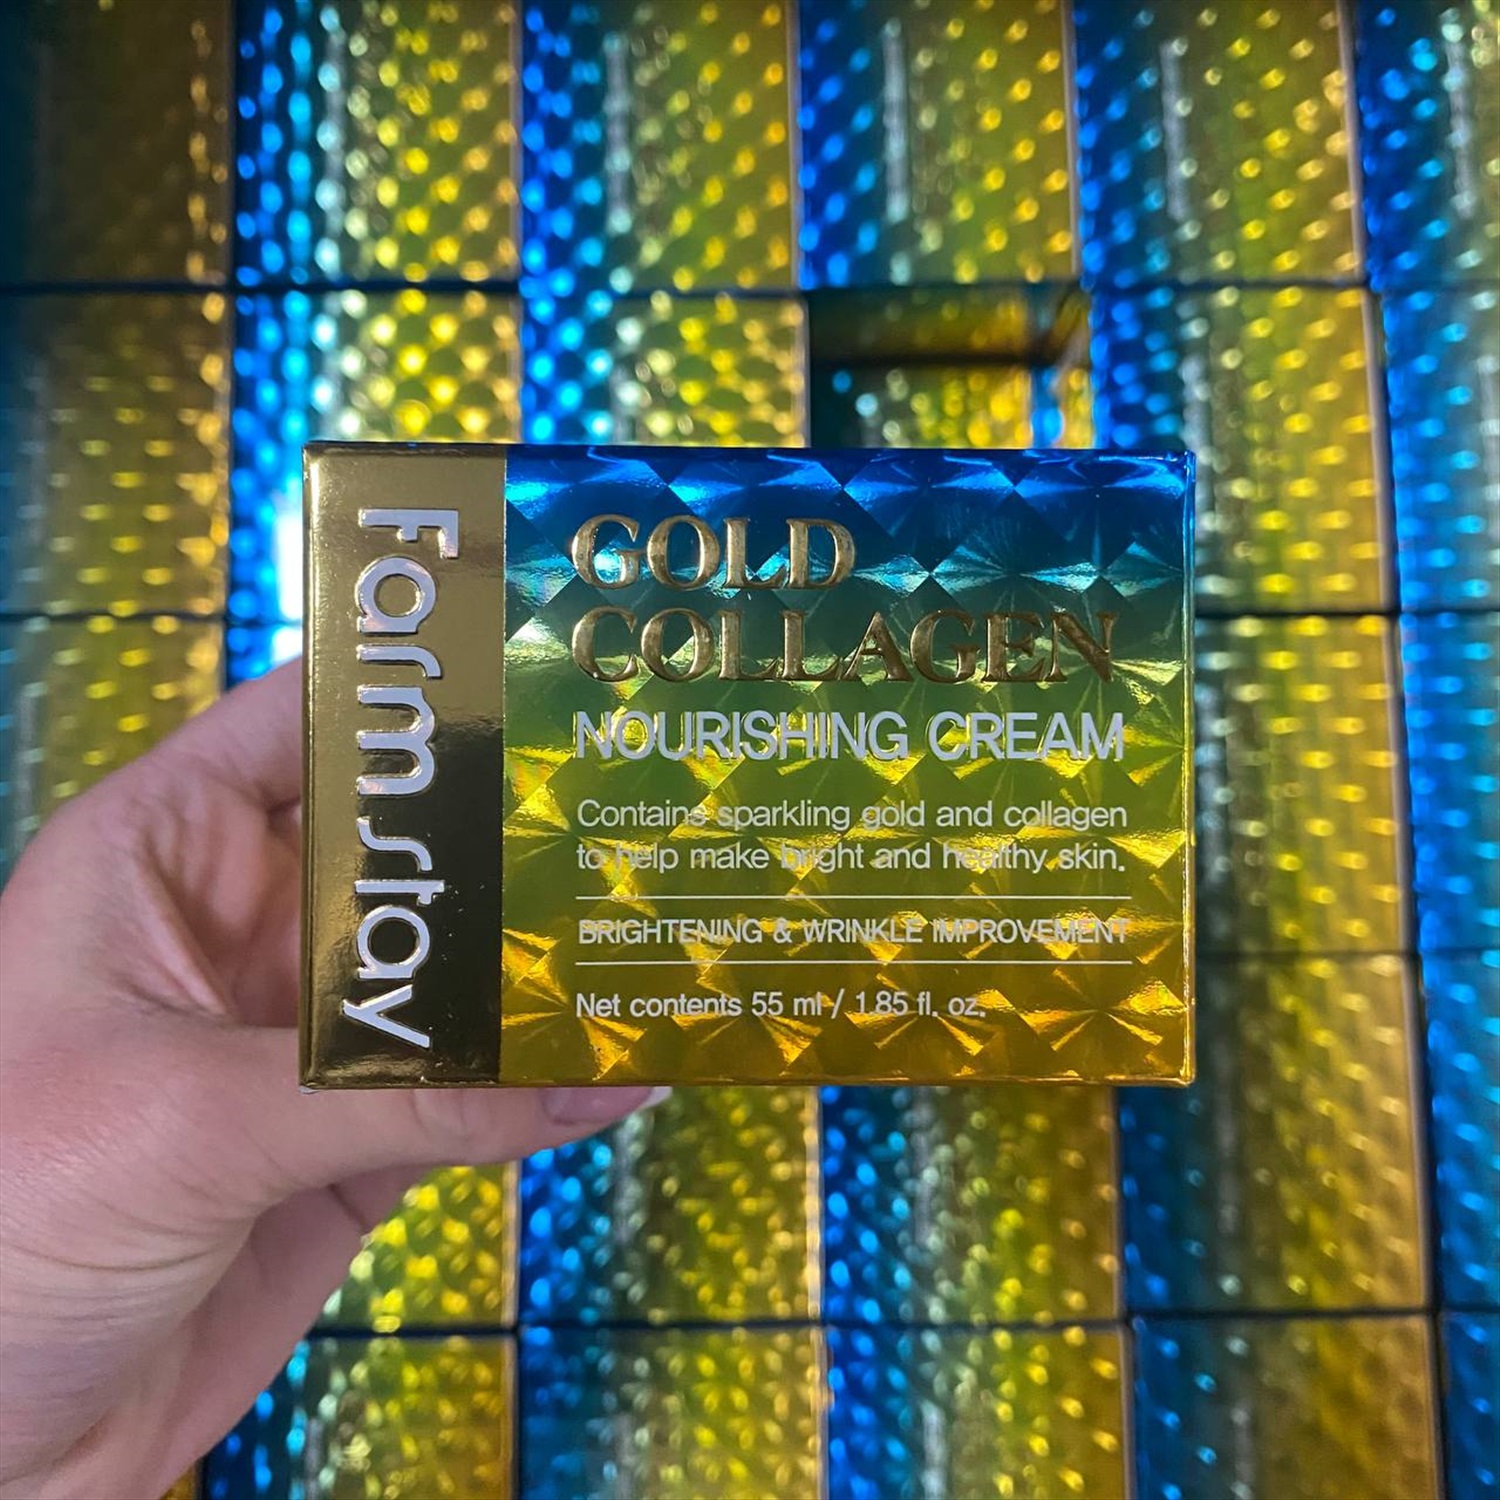 Farm stay
GOLD
COLLAGEN
NOURISHING CREAM
Contains sparkling gold and collagen
to help make bright and healthy skin.
BRIGHTENING & WRINKLE IMPROVEMENT
Net contents 55 ml / 1.85 fl. oz.